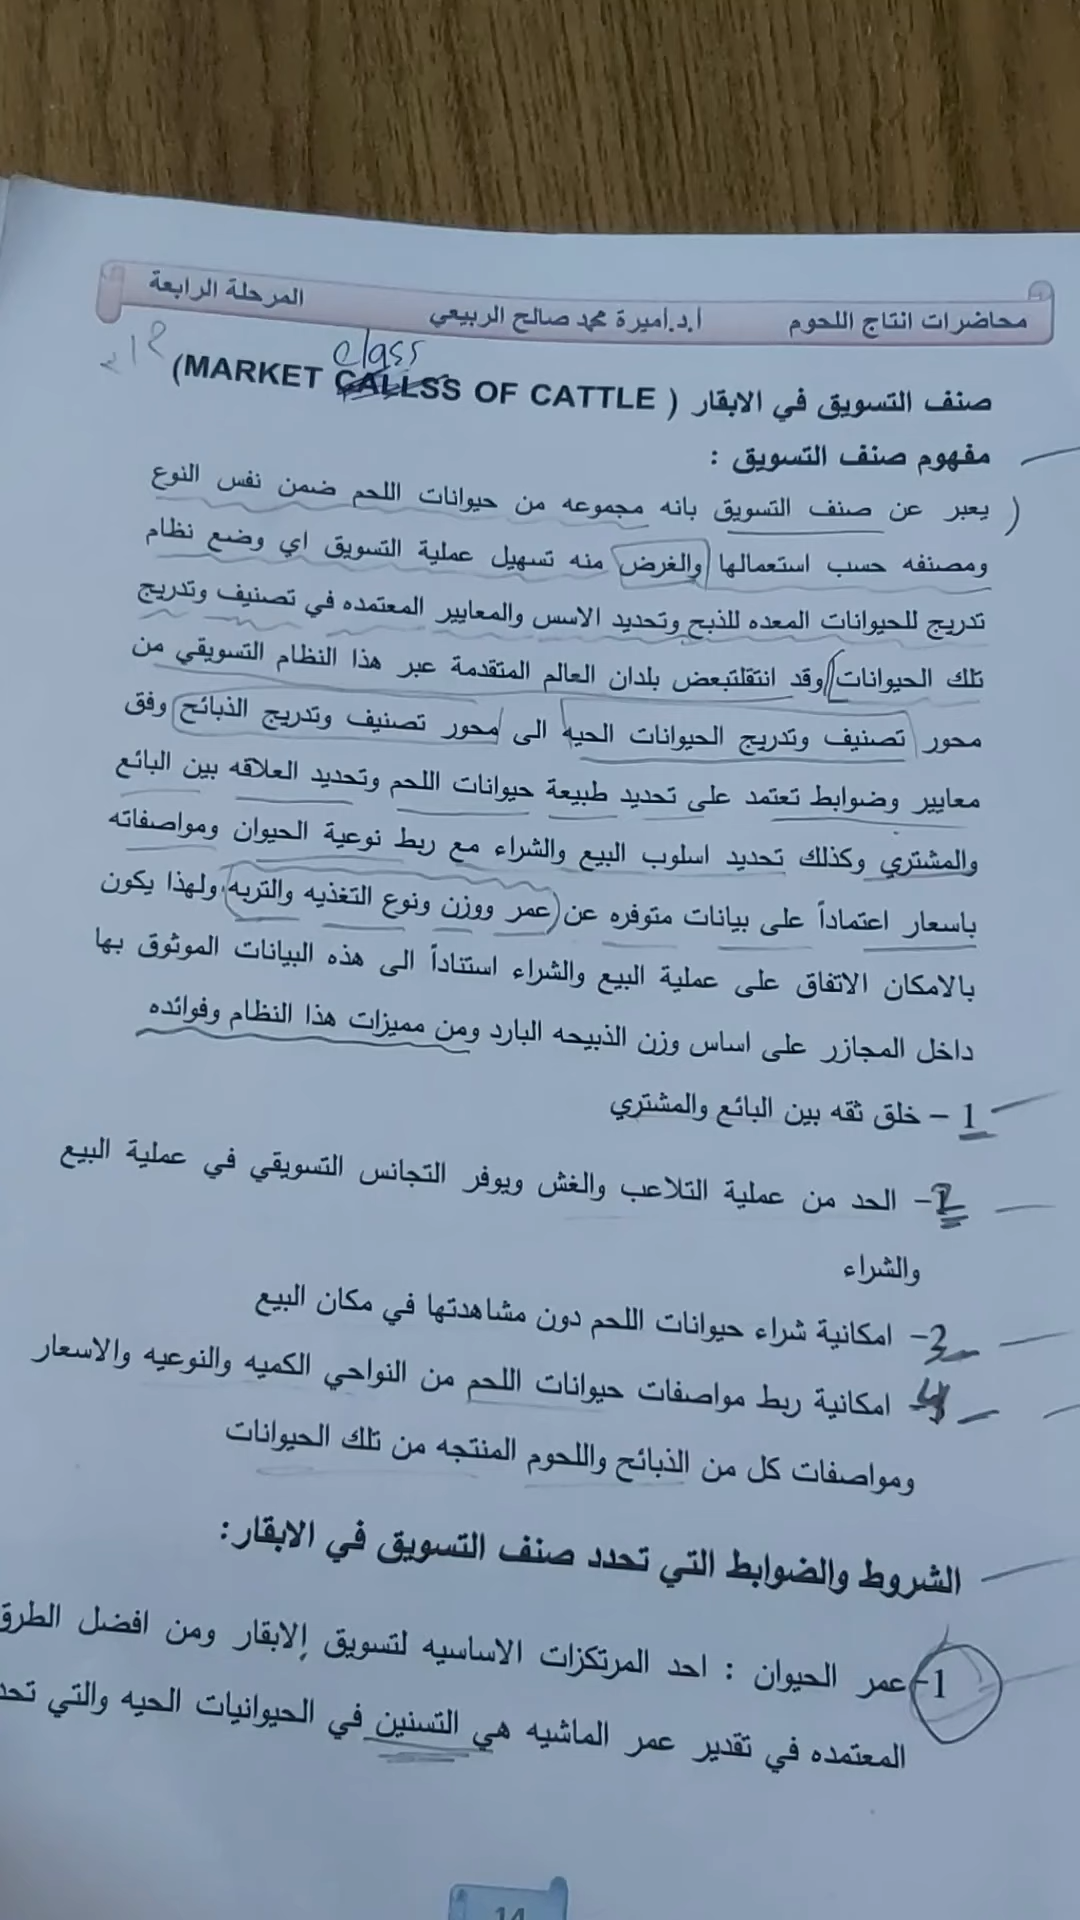 محاضرات انتاج اللحوم أ.د.أميرة محمد صالح الربيعي المرحلة الرابعة
class
صنف التسويق في الابقار ( MARKET CALLSS OF CATTLE)
مفهوم صنف التسويق :
يعبر عن صنف التسويق بانه مجموعه من حيوانات اللحم ضمن نفس النوع
ومصنفه حسب استعمالها والغرض منه تسهيل عملية التسويق اي وضع نظام
تدريج للحيوانات المعده للذبح وتحديد الاسس والمعايير المعتمده في تصنيف وتدريج
تلك الحيوانات وقد انتقلتبعض بلدان العالم المتقدمة عبر هذا النظام التسويقي من
محور تصنيف وتدريج الحيوانات الحيه الى محور تصنيف وتدريج الذبائح وفق
معايير وضوابط تعتمد على تحديد طبيعة حيوانات اللحم وتحديد العلاقه بين البائع
والمشتري وكذلك تحديد اسلوب البيع والشراء مع ربط نوعية الحيوان ومواصفاته
باسعار اعتماداً على بيانات متوفره عن عمر ووزن ونوع التغذيه والتربه ولهذا يكون
بالامكان الاتفاق على عملية البيع والشراء استناداً الى هذه البيانات الموثوق بها
داخل المجازر على اساس وزن الذبيحه البارد ومن مميزات هذا النظام وفوائده
1 – خلق ثقه بين البائع والمشتري
2- الحد من عملية التلاعب والغش ويوفر التجانس التسويقي في عملية البيع
والشراء
3- امكانية شراء حيوانات اللحم دون مشاهدتها في مكان البيع
4- امكانية ربط مواصفات حيوانات اللحم من النواحي الكميه والنوعيه والاسعار
ومواصفات كل من الذبائح واللحوم المنتجه من تلك الحيوانات
الشروط والضوابط التي تحدد صنف التسويق في الابقار:
1- عمر الحيوان : احد المرتكزات الاساسيه لتسويق الابقار ومن افضل الطرق
المعتمده في تقدير عمر الماشيه هي التسنين في الحيوانيات الحيه والتي
14